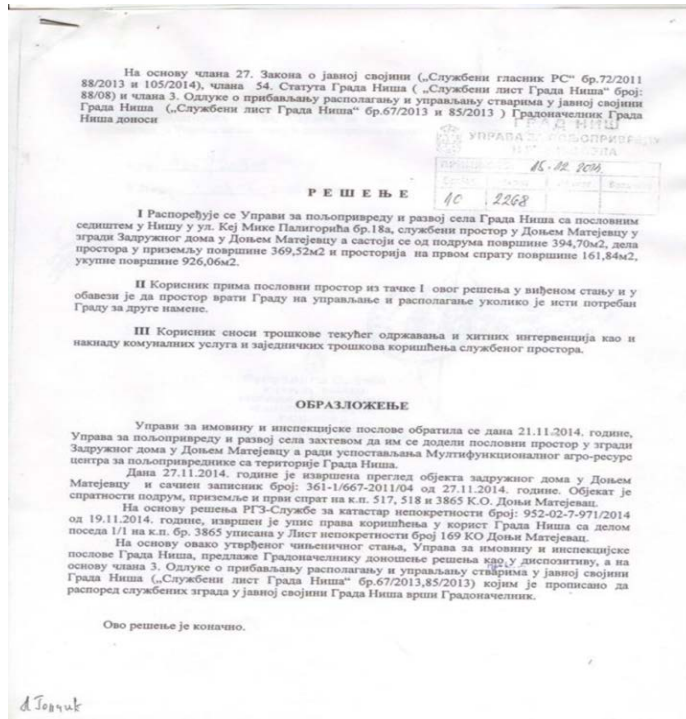 На основу члана 27. Закона о јавној својини („Службени гласник РС“ бр.72/2011
88/2013 и 105/2014), члана 54. Статута Града Ниша ( „Службени лист Града Ниша“ број:
88/08) и члана 3. Одлуке о прибављању располагању и управљању стварима у јавној својини
Града Ниша („Службени лист Града Ниша“ бр.67/2013 и 85/2013 ) Градоначелник Града
Ниша доноси
ГРАД НИШ
УПРАВА ЗА ПОЉОПРИВРЕДУ
10 2268
Р Е Ш Е Њ Е
I Распоређује се Управи за пољопривреду и развој села Града Ниша са пословним
седиштем у Нишу у ул. Кеј Мике Палигорића бр.18а, службени простор у Доњем Матејевцу у
згради Задружног дома у Доњем Матејевцу а састоји се од подрума површине 394,70м2, дела
простора у приземљу површине 369,52м2 и просторија на првом спрату површине 161,84м2,
укупне површине 926,06м2.
II Корисник прима пословни простор из тачке I овог решења у виђеном стању и у
обавези је да простор врати Граду на управљање и располагање уколико је исти потребан
Граду за друге намене.
III Корисник сноси трошкове текућег одржавања и хитних интервенција као и
накнаду комуналних услуга и заједничких трошкова коришћења службеног простора.
ОБРАЗЛОЖЕЊЕ
Управи за имовину и инспекцијске послове обратила се дана 21.11.2014. године,
Управа за пољопривреду и развој села захтевом да им се додели пословни простор у згради
Задружног дома у Доњем Матејевцу а ради успостављања Мултифункционалног агро-ресурс
центра за пољопривреднике са територије Града Ниша.
Дана 27.11.2014. године је извршена преглед објекта задружног дома у Доњем
Матејевцу и сачиен записник број: 361-1/667-2011/04 од 27.11.2014. године. Објекат је
спратности подрум, приземље и први спрат на к.п. 517, 518 и 3865 К.О. Доњи Матејевац.
На основу решења РГЗ-Службе за катастар непокретности број: 952-02-7-971/2014
од 19.11.2014. године, извршен је упис права коришћења у корист Града Ниша са делом
поседа 1/1 на к.п. бр. 3865 уписана у Лист непокретности број 169 КО Доњи Матејевац.
На основу овако утврђеног чињеничног стања, Управа за имовину и инспекцијске
послове Града Ниша, предлаже Градоначелнику доношење решења као у диспозитиву, а на
основу члана 3. Одлуке о прибављању располагању и управљању стварима у јавној својини
Града Ниша („Службени лист Града Ниша“ бр.67/2013,85/2013) којим је прописано да
распоред службених зграда у јавној својини Града Ниша врши Градоначелник.
Ово решење је коначно.